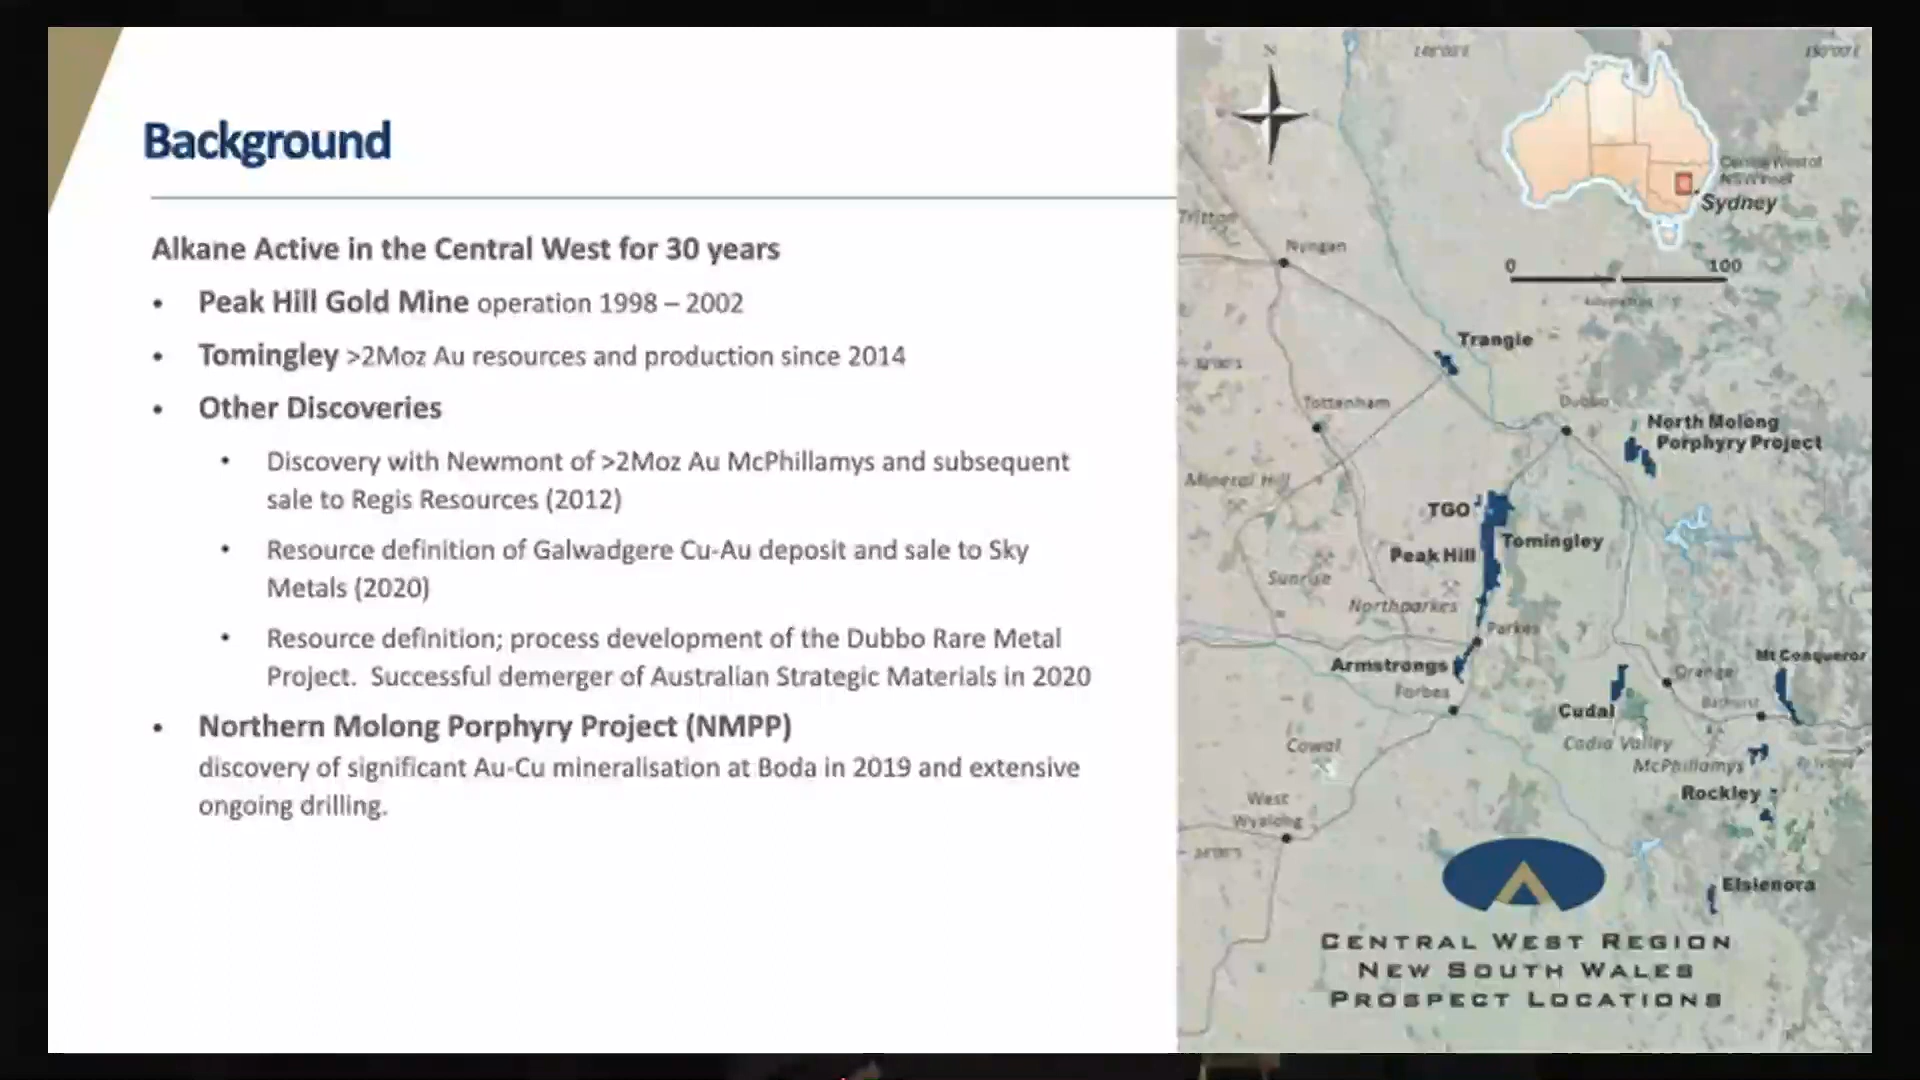 Background
Alkane Active in the Central West for 30 years
• Peak Hill Gold Mine operation 1998 – 2002
• Tomingley >2Moz Au resources and production since 2014
• Other Discoveries
• Discovery with Newmont of >2Moz Au McPhillamys and subsequent
sale to Regis Resources (2012)
• Resource definition of Galwadgere Cu-Au deposit and sale to Sky
Metals (2020)
• Resource definition; process development of the Dubbo Rare Metal
Project. Successful demerger of Australian Strategic Materials in 2020
• Northern Molong Porphyry Project (NMPP)
discovery of significant Au-Cu mineralisation at Boda in 2019 and extensive
ongoing drilling.
N
Sydney
0 100
Tritton
Nyngan
Trangie
Tottenham
Dubbo
North Molong
Porphyry Project
Mineral Hill
TGO
Tomingley
Peak Hill
Sunrise
Northparkes
Parkes
Armstrongs
Forbes
Mt Conqueror
Orange
Bathurst
Cudal
Cadia Valley
McPhillamys
Cowal
Rockley
West
Wyalong
Elsienora
CENTRAL WEST REGION
NEW SOUTH WALES
PROSPECT LOCATIONS